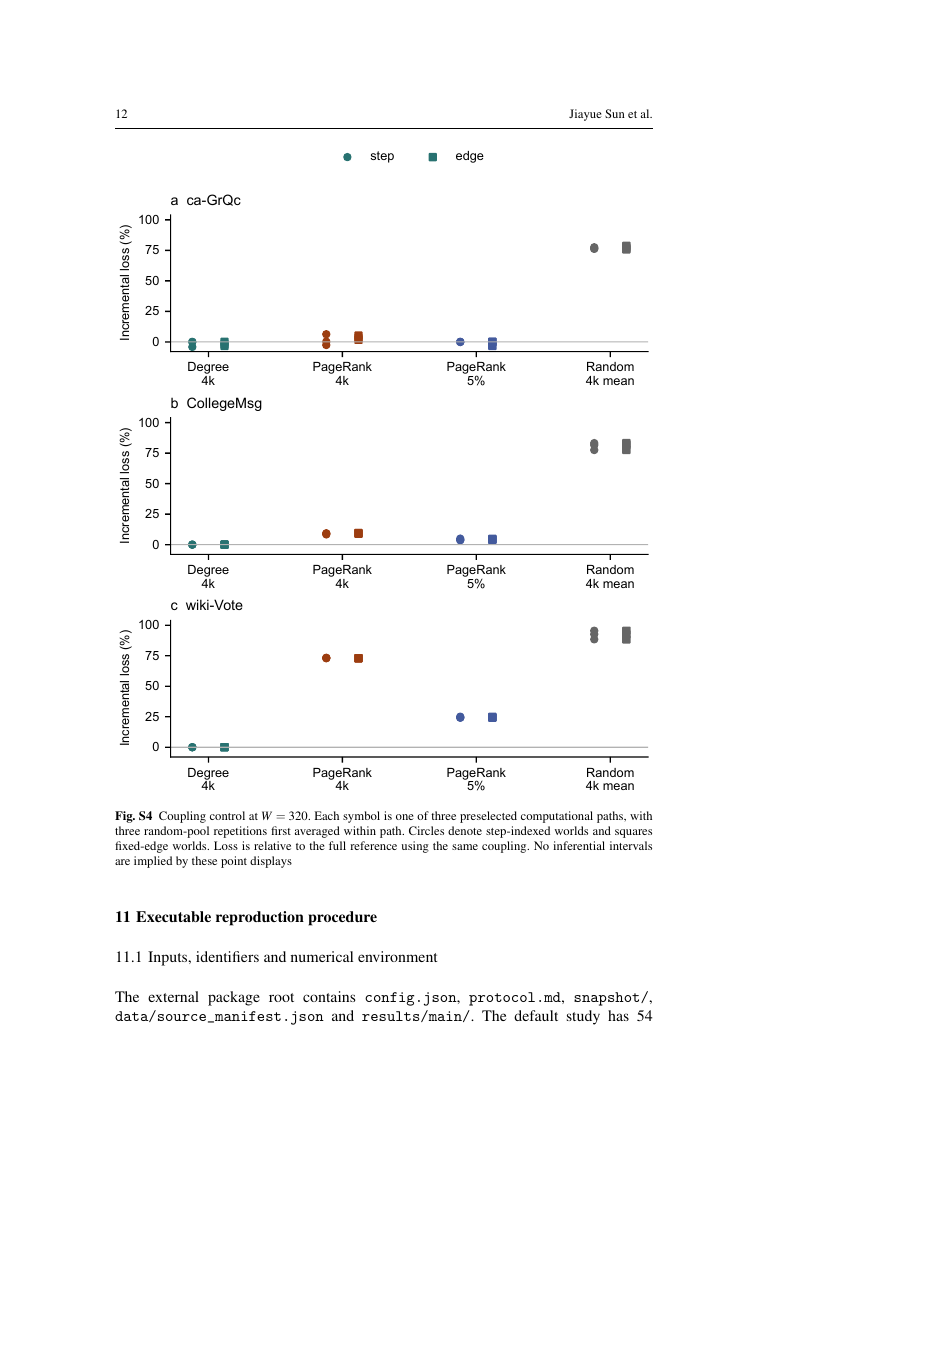 12
Jiayue Sun et al.
step
edge
a ca-GrQc
Incremental loss (%)
100
75
50
25
0
Degree
4k
PageRank
4k
PageRank
5%
Random
4k mean
b CollegeMsg
Incremental loss (%)
100
75
50
25
0
Degree
4k
PageRank
4k
PageRank
5%
Random
4k mean
c wiki-Vote
Incremental loss (%)
100
75
50
25
0
Degree
4k
PageRank
4k
PageRank
5%
Random
4k mean
Fig. S4 Coupling control at W = 320. Each symbol is one of three preselected computational paths, with
three random-pool repetitions first averaged within path. Circles denote step-indexed worlds and squares
fixed-edge worlds. Loss is relative to the full reference using the same coupling. No inferential intervals
are implied by these point displays
11 Executable reproduction procedure
11.1 Inputs, identifiers and numerical environment
The external package root contains config.json, protocol.md, snapshot/,
data/source_manifest.json and results/main/. The default study has 54